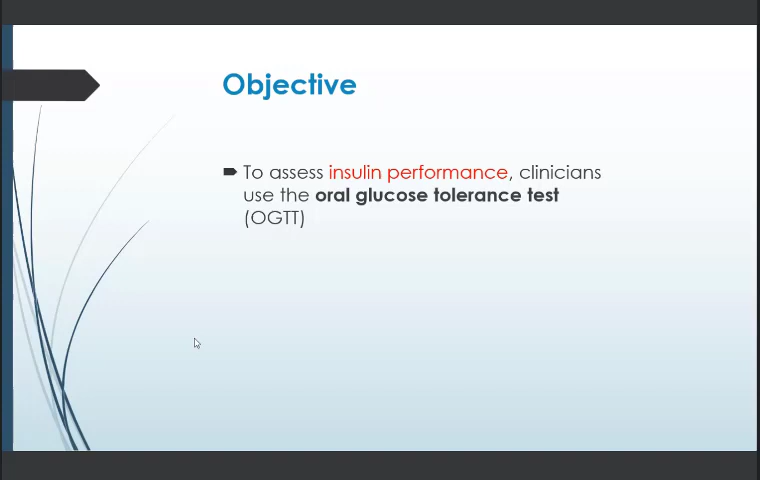 Objective
To assess insulin performance, clinicians
use the oral glucose tolerance test
(OGTT)